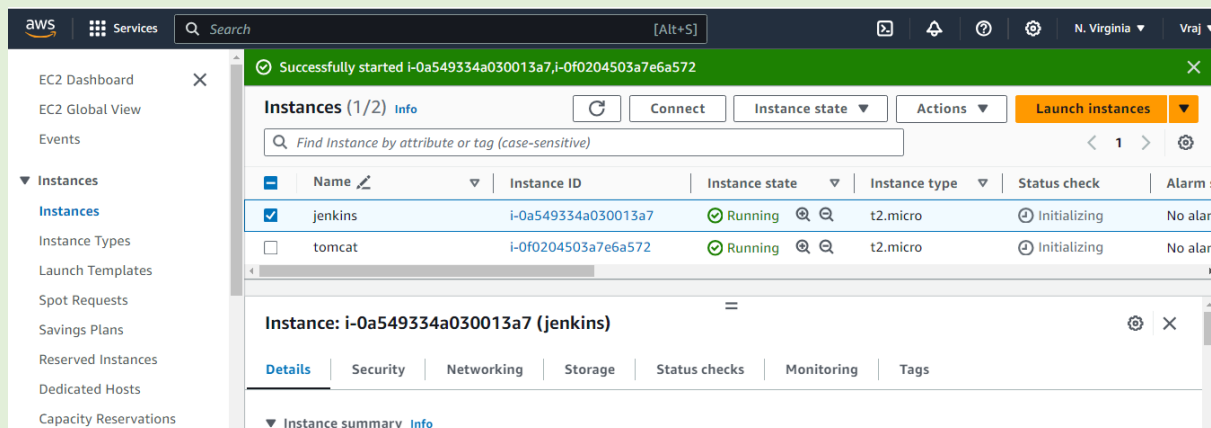 aws Services Search [Alt+S] N. Virginia Vraj
EC2 Dashboard
EC2 Global View
Events
Instances
Instances
Instance Types
Launch Templates
Spot Requests
Savings Plans
Reserved Instances
Dedicated Hosts
Capacity Reservations
Successfully started i-0a549334a030013a7,i-0f0204503a7e6a572
Instances (1/2) Info Connect Instance state Actions Launch instances
Find Instance by attribute or tag (case-sensitive) 1
Name Instance ID Instance state Instance type Status check Alarm
jenkins i-0a549334a030013a7 Running t2.micro Initializing No alar
tomcat i-0f0204503a7e6a572 Running t2.micro Initializing No alar
Instance: i-0a549334a030013a7 (jenkins)
Details Security Networking Storage Status checks Monitoring Tags
Instance summary Info